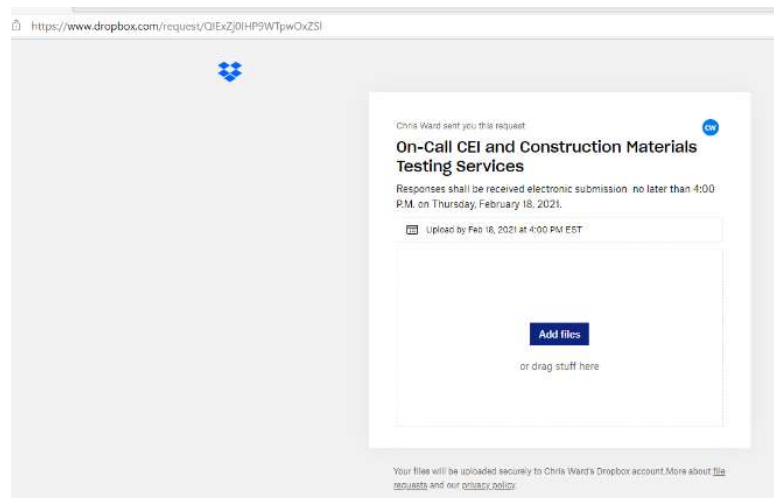 https://www.dropbox.com/request/QIExZj0IHP9WTpwOxZSl
Chris Ward sent you this request
CW
On-Call CEI and Construction Materials
Testing Services
Responses shall be received electronic submission no later than 4:00
P.M. on Thursday, February 18, 2021.
Upload by Feb 18, 2021 at 4:00 PM EST
Add files
or drag stuff here
Your files will be uploaded securely to Chris Ward's Dropbox account.More about file
requests and our privacy policy.